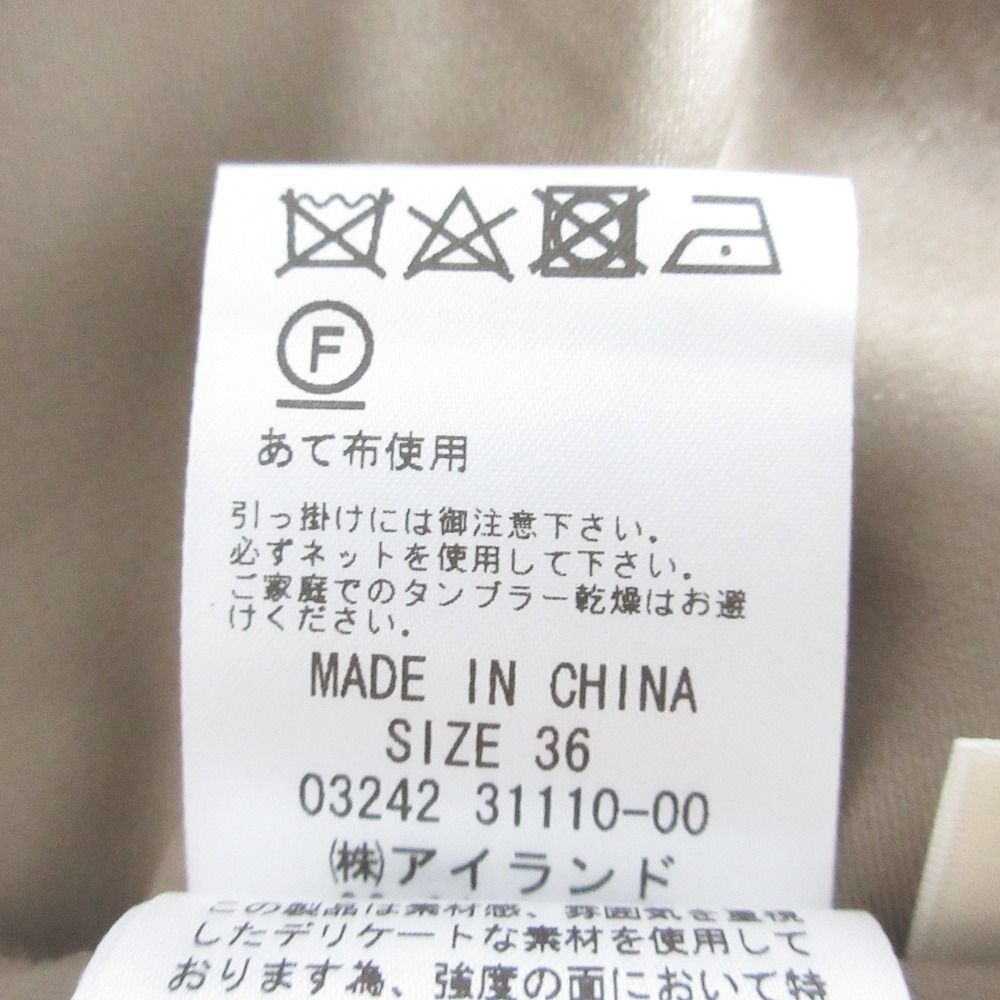 F
あて布使用
引っ掛けには御注意下さい。
必ずネットを使用して下さい。
ご家庭でのタンブラー乾燥はお避
けください。
MADE IN CHINA
SIZE 36
03242 31110-00
㈱アイランド
この製品は素材感、雰囲気を重視
したデリケートな素材を使用して
おります為、強度の面において特